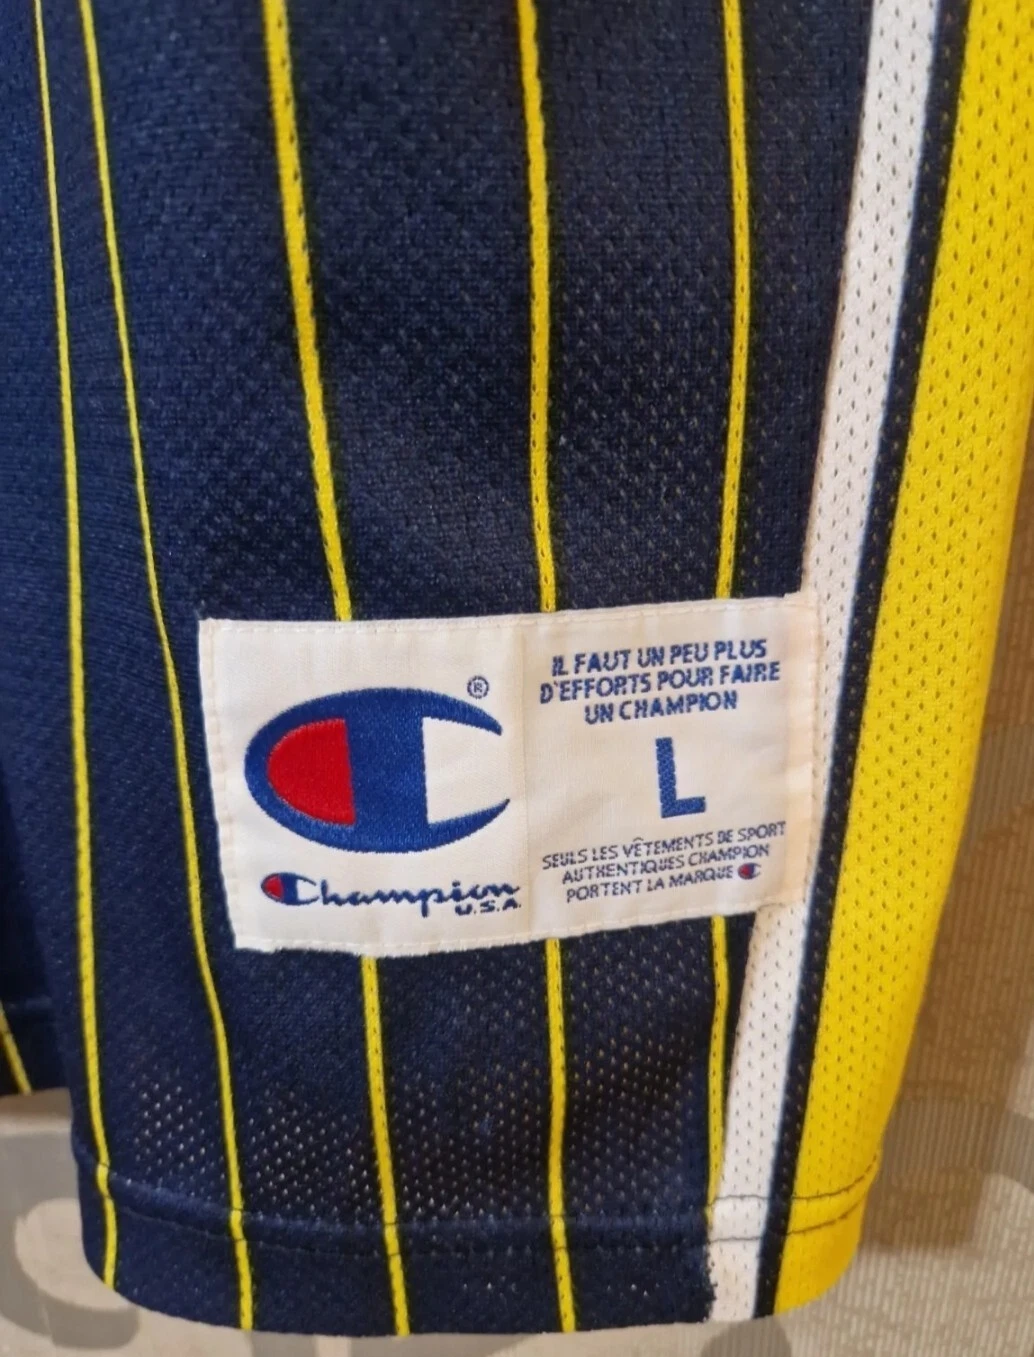 ®
Champion
U.S.A.
IL FAUT UN PEU PLUS
D'EFFORTS POUR FAIRE
UN CHAMPION
L
SEULS LES VÊTEMENTS DE SPORT
AUTHENTIQUES CHAMPION
PORTENT LA MARQUE